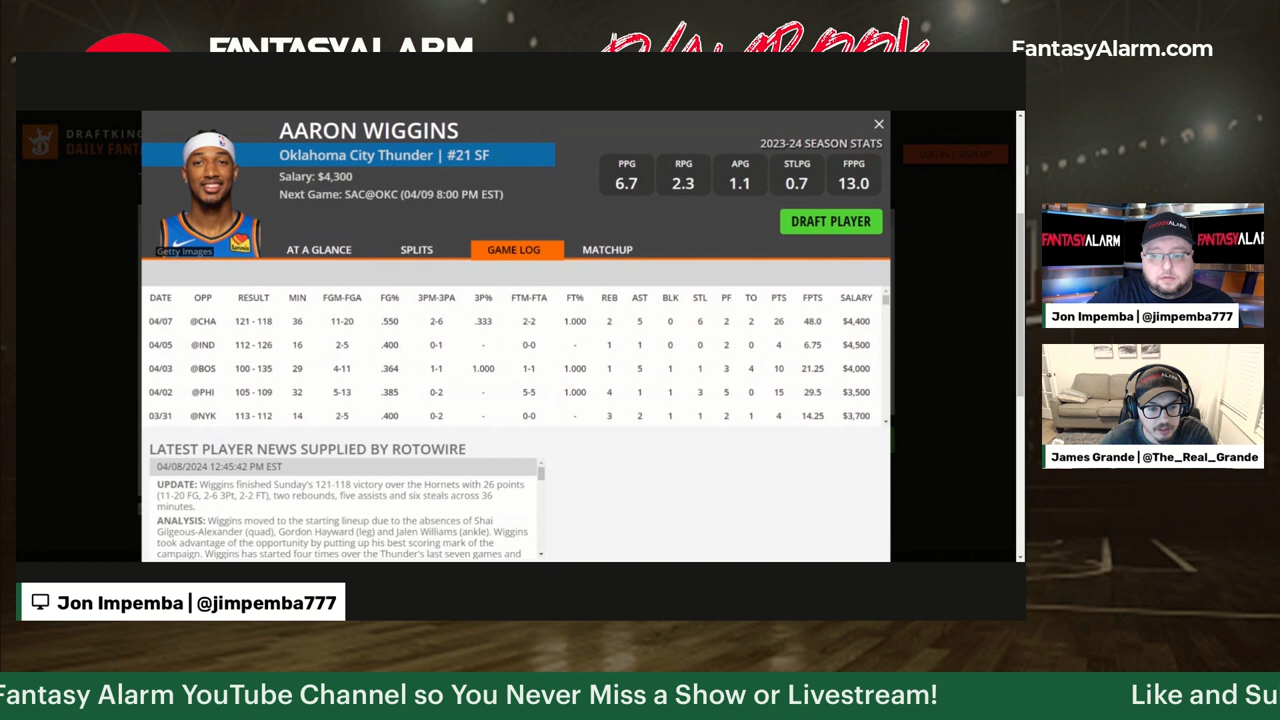 FANTASYALARM
PLAYBOOK
FantasyAlarm.com
DRAFTKIN
DAILY FANT
LOG IN | SIGN UP
AARON WIGGINS
Oklahoma City Thunder | #21 SF
Salary: $4,300
Next Game: SAC@OKC (04/09 8:00 PM EST)
2023-24 SEASON STATS
PPG RPG APG STLPG FPPG
6.7 2.3 1.1 0.7 13.0
DRAFT PLAYER
Getty Images
AT A GLANCE SPLITS GAME LOG MATCHUP
DATE OPP RESULT MIN FGM-FGA FG% 3PM-3PA 3P% FTM-FTA FT% REB AST BLK STL PF TO PTS FPTS SALARY
04/07 @CHA 121 - 118 36 11-20 .550 2-6 .333 2-2 1.000 2 5 0 6 2 2 26 48.0 $4,400
04/05 @IND 112 - 126 16 2-5 .400 0-1 - 0-0 - 1 1 0 0 2 0 4 6.75 $4,500
04/03 @BOS 100 - 135 29 4-11 .364 1-1 1.000 1-1 1.000 1 5 1 1 3 4 10 21.25 $4,000
04/02 @PHI 105 - 109 32 5-13 .385 0-2 - 5-5 1.000 4 1 1 3 5 0 15 29.5 $3,500
03/31 @NYK 113 - 112 14 2-5 .400 0-2 - 0-0 - 3 2 1 1 2 1 4 14.25 $3,700
LATEST PLAYER NEWS SUPPLIED BY ROTOWIRE
04/08/2024 12:45:42 PM EST
UPDATE: Wiggins finished Sunday's 121-118 victory over the Hornets with 26 points
(11-20 FG, 2-6 3Pt, 2-2 FT), two rebounds, five assists and six steals across 36
minutes.
ANALYSIS: Wiggins moved to the starting lineup due to the absences of Shai
Gilgeous-Alexander (quad), Gordon Hayward (leg) and Jalen Williams (ankle). Wiggins
took advantage of the opportunity by putting up his best scoring mark of the
campaign. Wiggins has started four times over the Thunder's last seven games and
FANTASYALARM
FANTASYALAR
Jon Impemba | @jimpemba777
James Grande | @The_Real_Grande
Jon Impemba | @jimpemba777
Fantasy Alarm YouTube Channel so You Never Miss a Show or Livestream! Like and Su